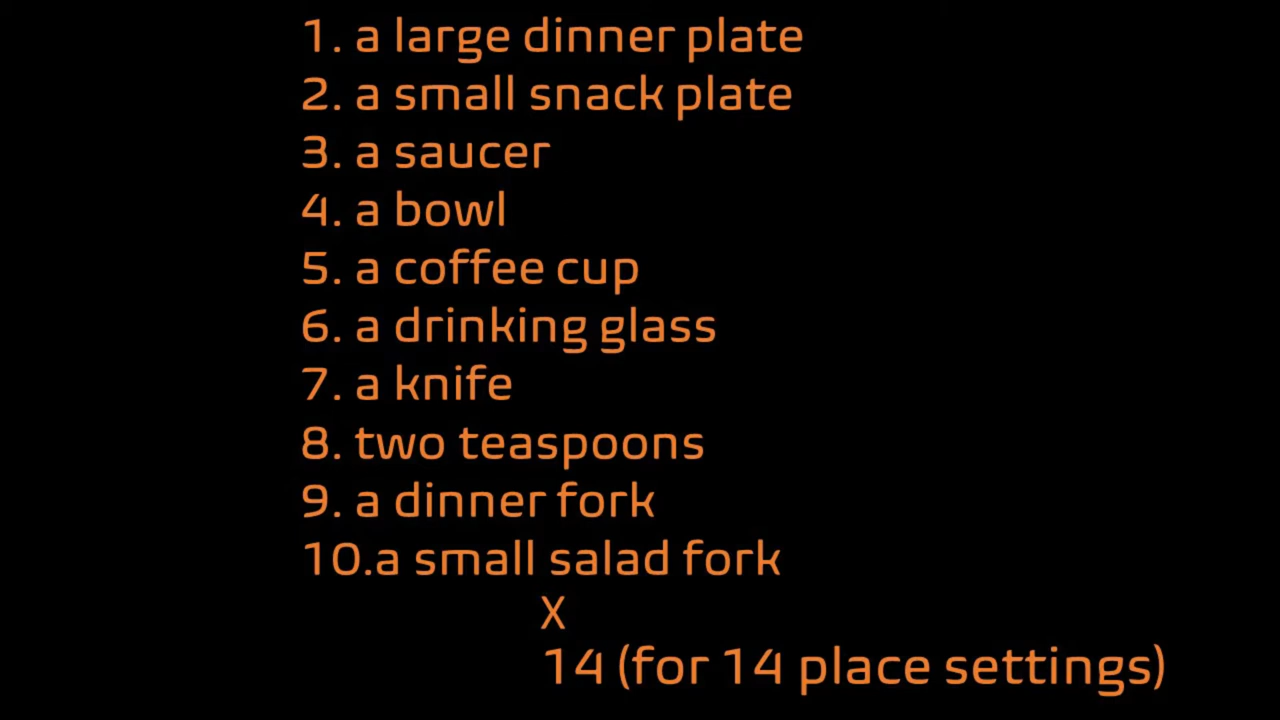 1. a large dinner plate
2. a small snack plate
3. a saucer
4. a bowl
5. a coffee cup
6. a drinking glass
7. a knife
8. two teaspoons
9. a dinner fork
10.a small salad fork
X
14 (for 14 place settings)